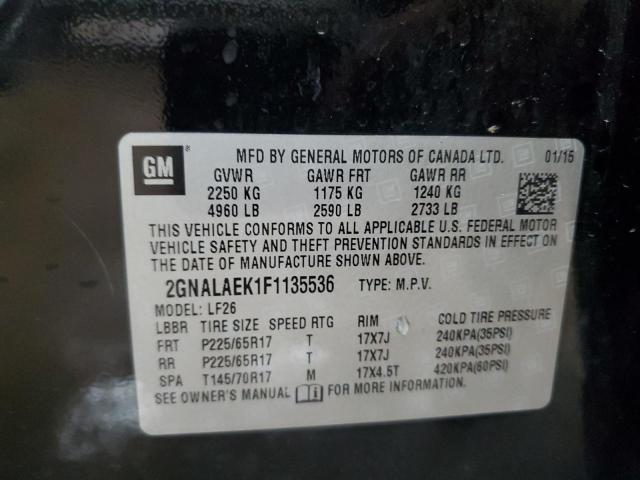 GM
MFD BY GENERAL MOTORS OF CANADA LTD. 01/15
GVWR GAWR FRT GAWR RR
2250 KG 1175 KG 1240 KG
4960 LB 2590 LB 2733 LB
THIS VEHICLE CONFORMS TO ALL APPLICABLE U.S. FEDERAL MOTOR
VEHICLE SAFETY AND THEFT PREVENTION STANDARDS IN EFFECT ON
THE DATE OF MANUFACTURE SHOWN ABOVE.
2GNALAEK1F1135536 TYPE: M.P.V.
MODEL: LF26
LBBR TIRE SIZE SPEED RTG RIM COLD TIRE PRESSURE
FRT P225/65R17 T 17X7J 240KPA(35PSI)
RR P225/65R17 T 17X7J 240KPA(35PSI)
SPA T145/70R17 M 17X4.5T 420KPA(60PSI)
SEE OWNER'S MANUAL FOR MORE INFORMATION.